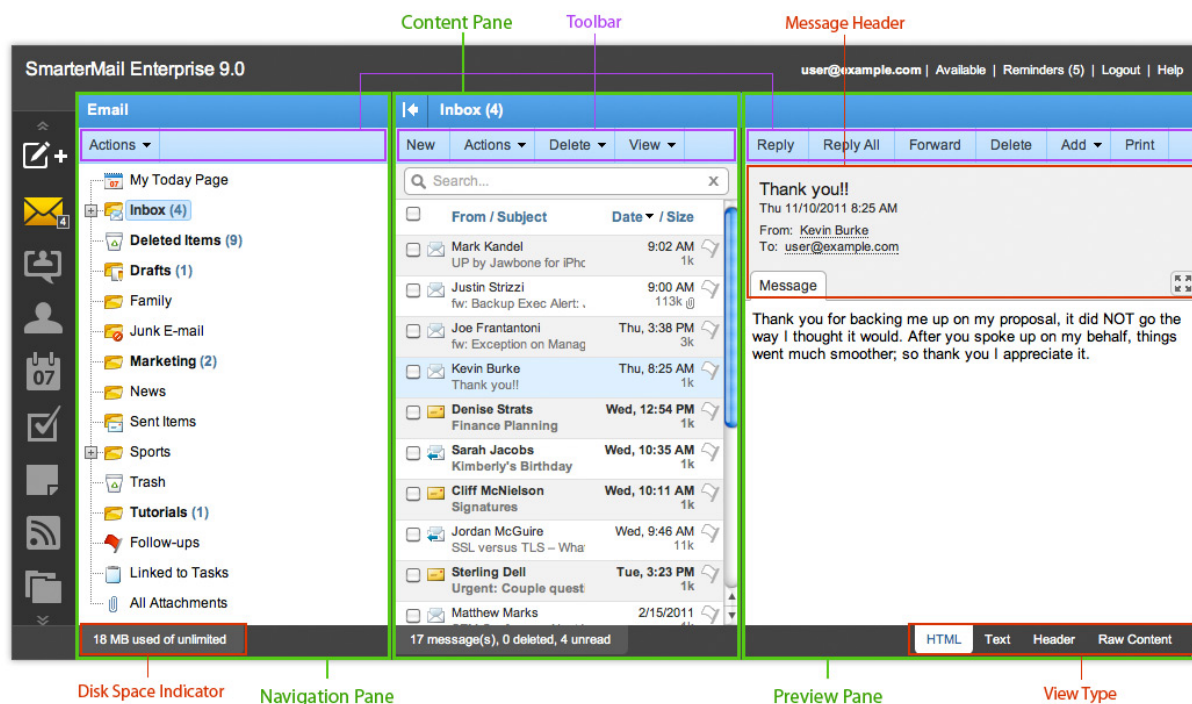 Content Pane
Toolbar
Message Header
SmarterMail Enterprise 9.0
user@example.com | Available | Reminders (5) | Logout | Help
Email
Actions
My Today Page
Inbox (4)
Deleted Items (9)
Drafts (1)
Family
Junk E-mail
Marketing (2)
News
Sent Items
Sports
Trash
Tutorials (1)
Follow-ups
Linked to Tasks
All Attachments
18 MB used of unlimited
4
07
07
Inbox (4)
New Actions Delete View
Search... X
From / Subject Date / Size
Mark Kandel 9:02 AM
UP by Jawbone for iPhc 1k
Justin Strizzi 9:00 AM
fw: Backup Exec Alert: 113k
Joe Frantantoni Thu, 3:38 PM
fw: Exception on Manag 3k
Kevin Burke Thu, 8:25 AM
Thank you!! 1k
Denise Strats Wed, 12:54 PM
Finance Planning 1k
Sarah Jacobs Wed, 10:35 AM
Kimberly's Birthday 1k
Cliff McNielson Wed, 10:11 AM
Signatures 1k
Jordan McGuire Wed, 9:46 AM
SSL versus TLS – What 11k
Sterling Dell Tue, 3:23 PM
Urgent: Couple questi 1k
Matthew Marks 2/15/2011
17 message(s), 0 deleted, 4 unread
Reply Reply All Forward Delete Add Print
Thank you!!
Thu 11/10/2011 8:25 AM
From: Kevin Burke
To: user@example.com
Message
Thank you for backing me up on my proposal, it did NOT go the
way I thought it would. After you spoke up on my behalf, things
went much smoother; so thank you I appreciate it.
HTML Text Header Raw Content
Disk Space Indicator
Navigation Pane
Preview Pane
View Type